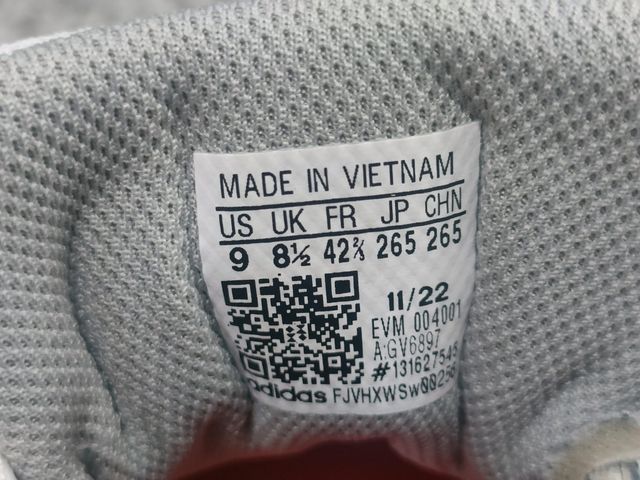 MADE IN VIETNAM
US UK FR JP CHN
9 8½ 42⅔ 265 265
11/22
EVM 004001
A:GV6897
#131627545
adidas FJVHXWSW00256